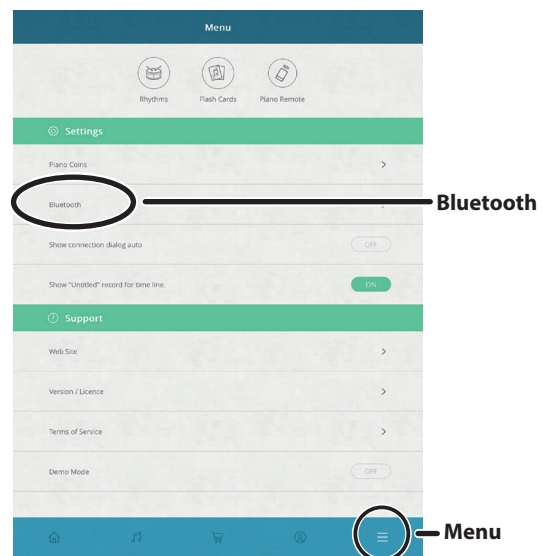 Menu
Rhythms
Flash Cards
Piano Remote
Settings
Piano Coins
Bluetooth
Bluetooth
Show connection dialog auto
OFF
Show "Untitled" record for time line.
ON
Support
Web Site
Version / Licence
Terms of Service
Demo Mode
OFF
Menu